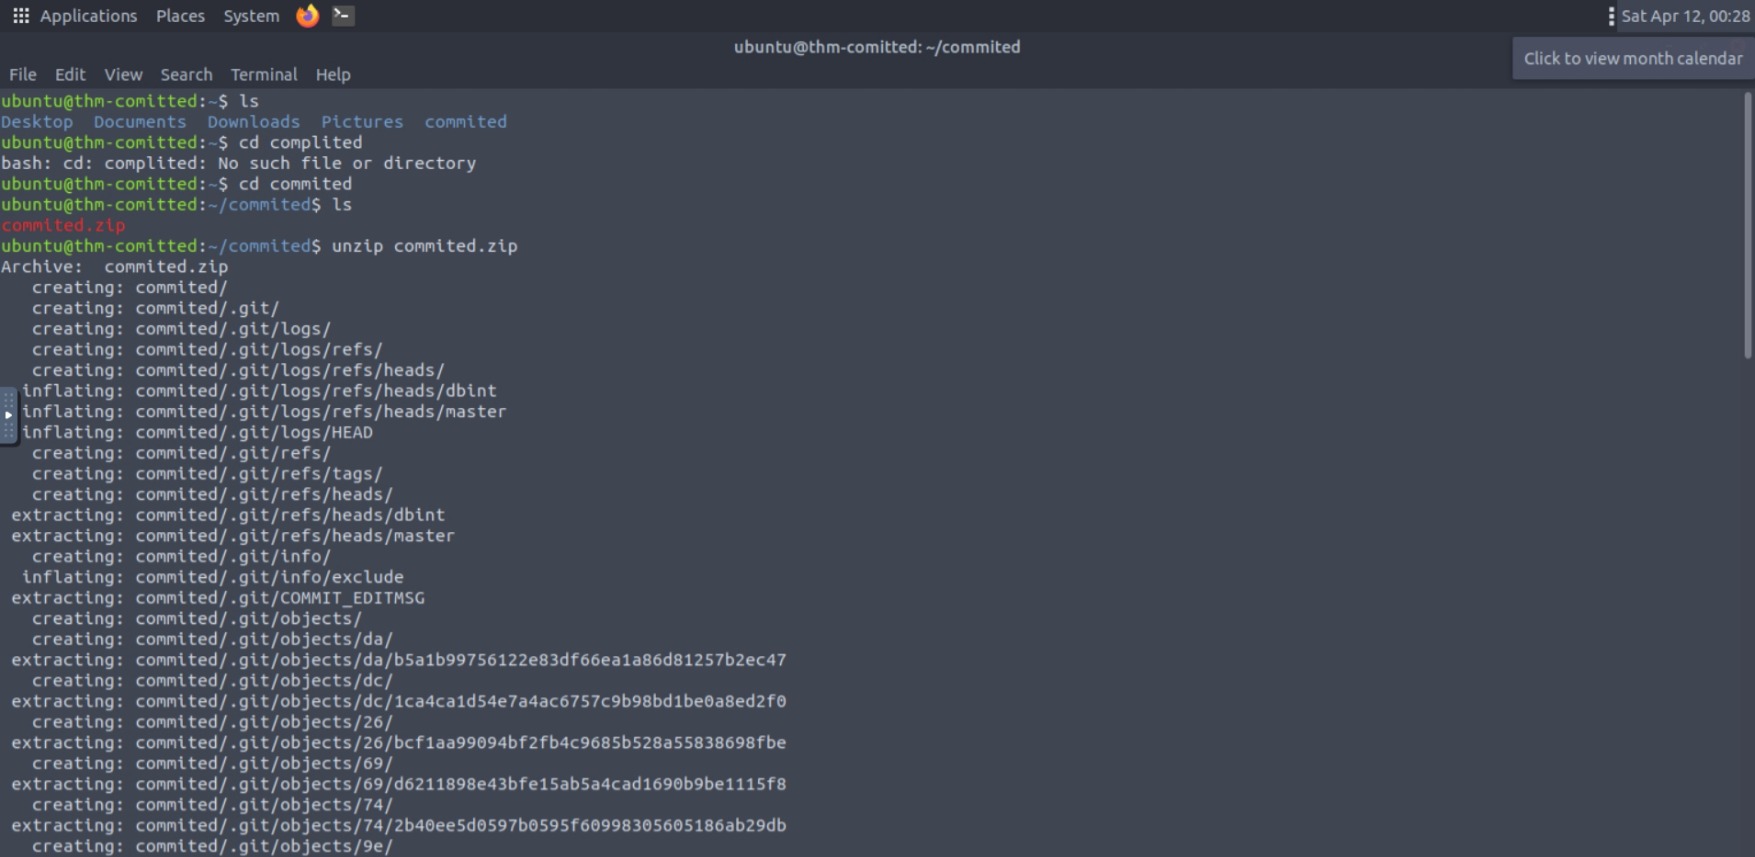 Applications Places System Sat Apr 12, 00:28
ubuntu@thm-comitted: ~/commited
Click to view month calendar
File Edit View Search Terminal Help
ubuntu@thm-comitted:~$ ls
Desktop Documents Downloads Pictures commited
ubuntu@thm-comitted:~$ cd complited
bash: cd: complited: No such file or directory
ubuntu@thm-comitted:~$ cd commited
ubuntu@thm-comitted:~/commited$ ls
commited.zip
ubuntu@thm-comitted:~/commited$ unzip commited.zip
Archive: commited.zip
creating: commited/
creating: commited/.git/
creating: commited/.git/logs/
creating: commited/.git/logs/refs/
creating: commited/.git/logs/refs/heads/
inflating: commited/.git/logs/refs/heads/dbint
inflating: commited/.git/logs/refs/heads/master
inflating: commited/.git/logs/HEAD
creating: commited/.git/refs/
creating: commited/.git/refs/tags/
creating: commited/.git/refs/heads/
extracting: commited/.git/refs/heads/dbint
extracting: commited/.git/refs/heads/master
creating: commited/.git/info/
inflating: commited/.git/info/exclude
extracting: commited/.git/COMMIT_EDITMSG
creating: commited/.git/objects/
creating: commited/.git/objects/da/
extracting: commited/.git/objects/da/b5a1b99756122e83df66ea1a86d81257b2ec47
creating: commited/.git/objects/dc/
extracting: commited/.git/objects/dc/1ca4ca1d54e7a4ac6757c9b98bd1be0a8ed2f0
creating: commited/.git/objects/26/
extracting: commited/.git/objects/26/bcf1aa99094bf2fb4c9685b528a55838698fbe
creating: commited/.git/objects/69/
extracting: commited/.git/objects/69/d6211898e43bfe15ab5a4cad1690b9be1115f8
creating: commited/.git/objects/74/
extracting: commited/.git/objects/74/2b40ee5d0597b0595f60998305605186ab29db
creating: commited/.git/objects/9e/